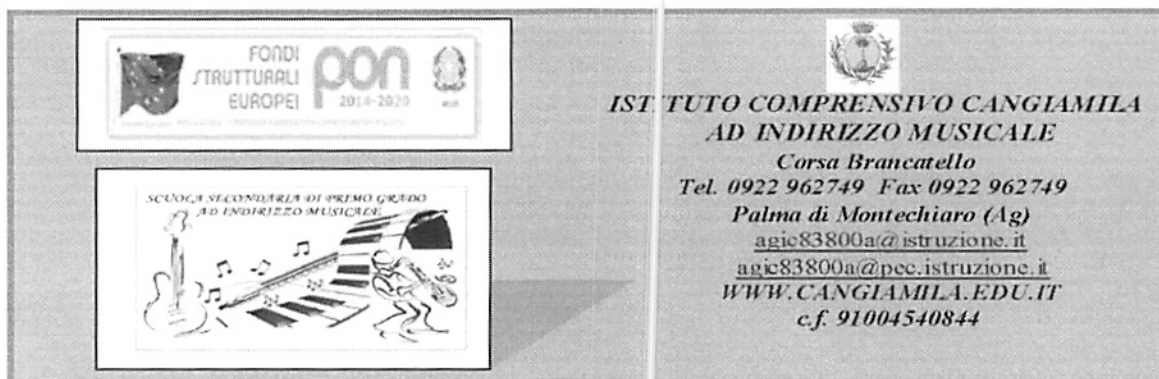 FONDI
STRUTTURALI
EUROPEI
pon
2014-2020
SCUOLA SECONDARIA DI PRIMO GRADO
AD INDIRIZZO MUSICALE
ISTITUTO COMPRENSIVO CANGIAMILA
AD INDIRIZZO MUSICALE
Corsa Brancatello
Tel. 0922 962749 Fax 0922 962749
Palma di Montechiaro (Ag)
agic83800a@istruzione.it
agic83800a@pec.istruzione.it
WWW.CANGIAMILA.EDU.IT
c.f. 91004540844